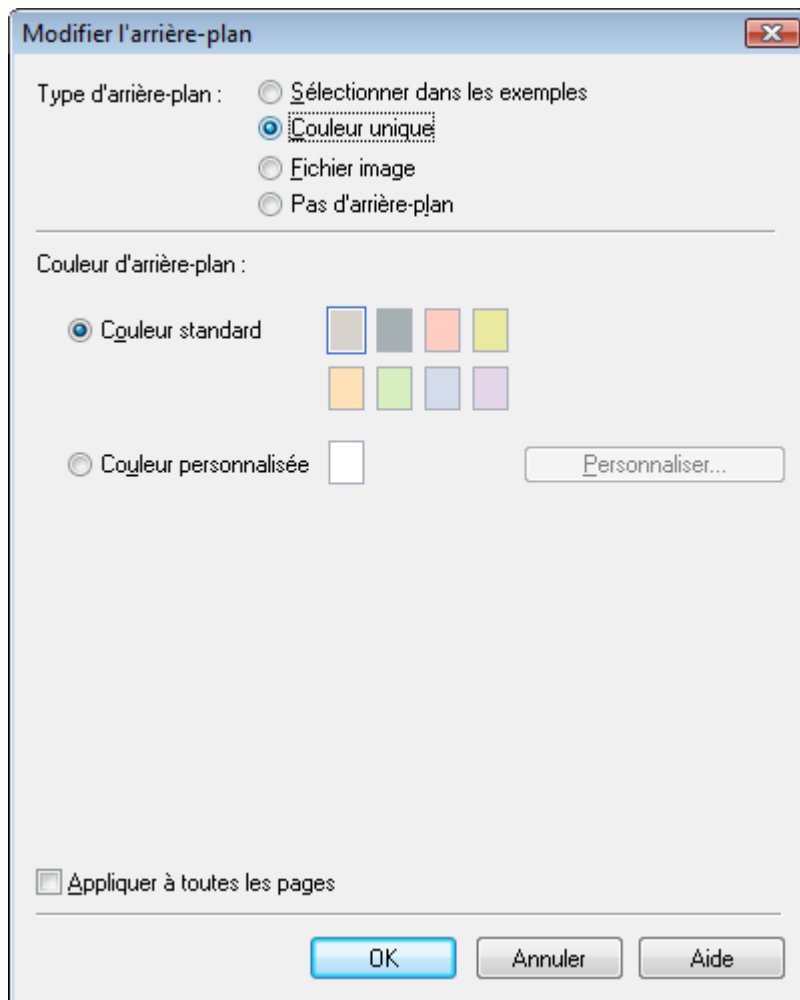 Modifier l'arrière-plan
Type d'arrière-plan :
Sélectionner dans les exemples
Couleur unique
Fichier image
Pas d'arrière-plan
Couleur d'arrière-plan :
Couleur standard
Couleur personnalisée
Personnaliser...
Appliquer à toutes les pages
OK
Annuler
Aide